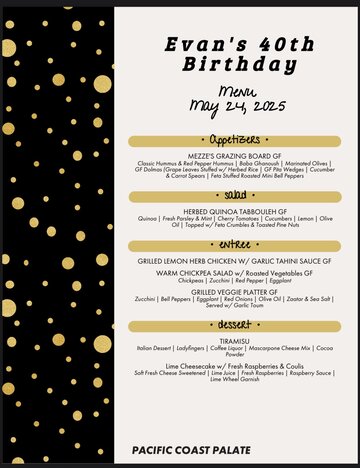 Evan's 40th
Birthday
Menu
May 24, 2025
• Appetizers •
MEZZE'S GRAZING BOARD GF
Classic Hummus & Red Pepper Hummus | Baba Ghanoush | Marinated Olives |
GF Dolmas (Grape Leaves Stuffed w/ Herbed Rice | GF Pita Wedges | Cucumber
& Carrot Spears | Feta Stuffed Roasted Mini Bell Peppers
• salad •
HERBED QUINOA TABBOULEH GF
Quinoa | Fresh Parsley & Mint | Cherry Tomatoes | Cucumbers | Lemon | Olive
Oil | Topped w/ Feta Crumbles & Toasted Pine Nuts
• entree •
GRILLED LEMON HERB CHICKEN W/ GARLIC TAHINI SAUCE GF
WARM CHICKPEA SALAD w/ Roasted Vegetables GF
Chickpeas | Zucchini | Red Pepper | Eggplant
GRILLED VEGGIE PLATTER GF
Zucchini | Bell Peppers | Eggplant | Red Onions | Olive Oil | Zaatar & Sea Salt |
Served w/ Garlic Toum
• dessert •
TIRAMISU
Italian Dessert | Ladyfingers | Coffee Liquor | Mascarpone Cheese Mix | Cocoa
Powder
Lime Cheesecake w/ Fresh Raspberries & Coulis
Soft Fresh Cheese Sweetened | Lime Juice | Fresh Raspberries | Raspberry Sauce |
Lime Wheel Garnish
PACIFIC COAST PALATE